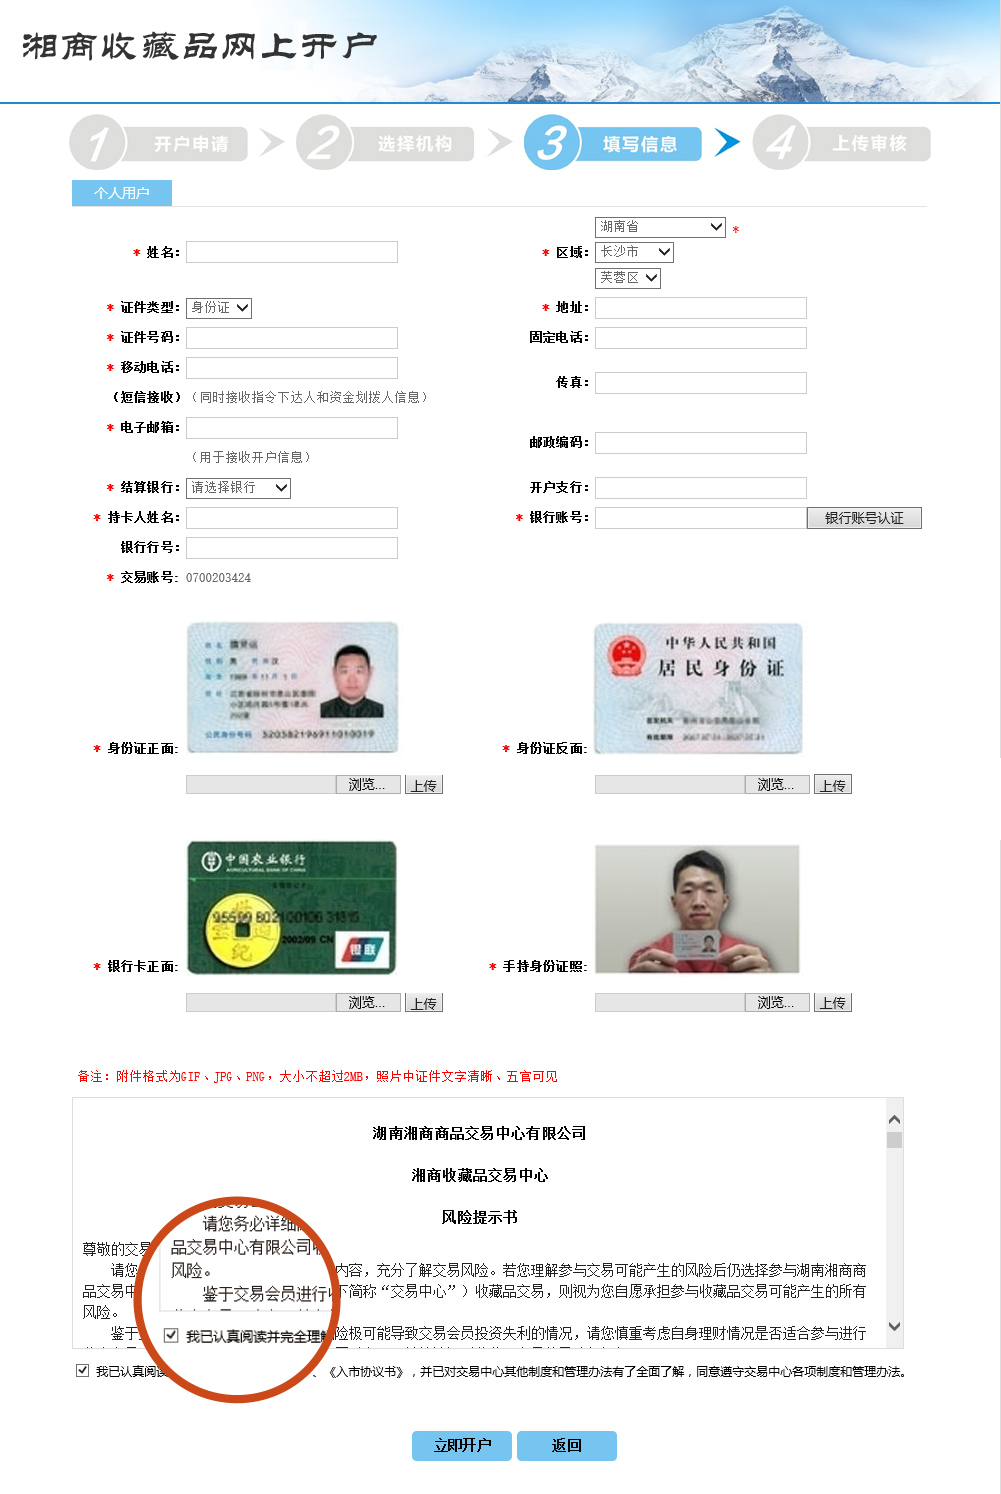 湘商收藏品网上开户
1 开户申请
2 选择机构
3 填写信息
4 上传审核
个人用户
湖南省 *
* 姓名：
* 区域： 长沙市
芙蓉区
* 证件类型： 身份证
* 地址：
* 证件号码：
固定电话：
* 移动电话：
传真：
（短信接收）（同时接收指令下达人和资金划拨人信息）
* 电子邮箱：
邮政编码：
（用于接收开户信息）
* 结算银行： 请选择银行
开户支行：
* 持卡人姓名：
* 银行账号： 银行账号认证
银行行号：
* 交易账号: 0700203424
中华人民共和国
居民身份证
* 身份证正面:
* 身份证反面:
浏览... 上传
浏览... 上传
中国农业银行
AGRICULTURAL BANK OF CHINA
2002/09 CN
银联
* 银行卡正面:
* 手持身份证照:
浏览... 上传
浏览... 上传
备注：附件格式为GIF、JPG、PNG，大小不超过2MB，照片中证件文字清晰、五官可见
湖南湘商商品交易中心有限公司
湘商收藏品交易中心
风险提示书
尊敬的交易
请您 内容，充分了解交易风险。若您理解参与交易可能产生的风险后仍选择参与湖南湘商商
品交易中 下简称“交易中心”）收藏品交易，则视为您自愿承担参与收藏品交易可能产生的所有
风险。
鉴于 险极可能导致交易会员投资失利的情况，请您慎重考虑自身理财情况是否适合参与进行
请您务必详细
品交易中心有限公司
风险。
鉴于交易会员进行
我已认真阅读并完全理解
我已认真阅读 、《入市协议书》，并已对交易中心其他制度和管理办法有了全面了解，同意遵守交易中心各项制度和管理办法。
立即开户 返回